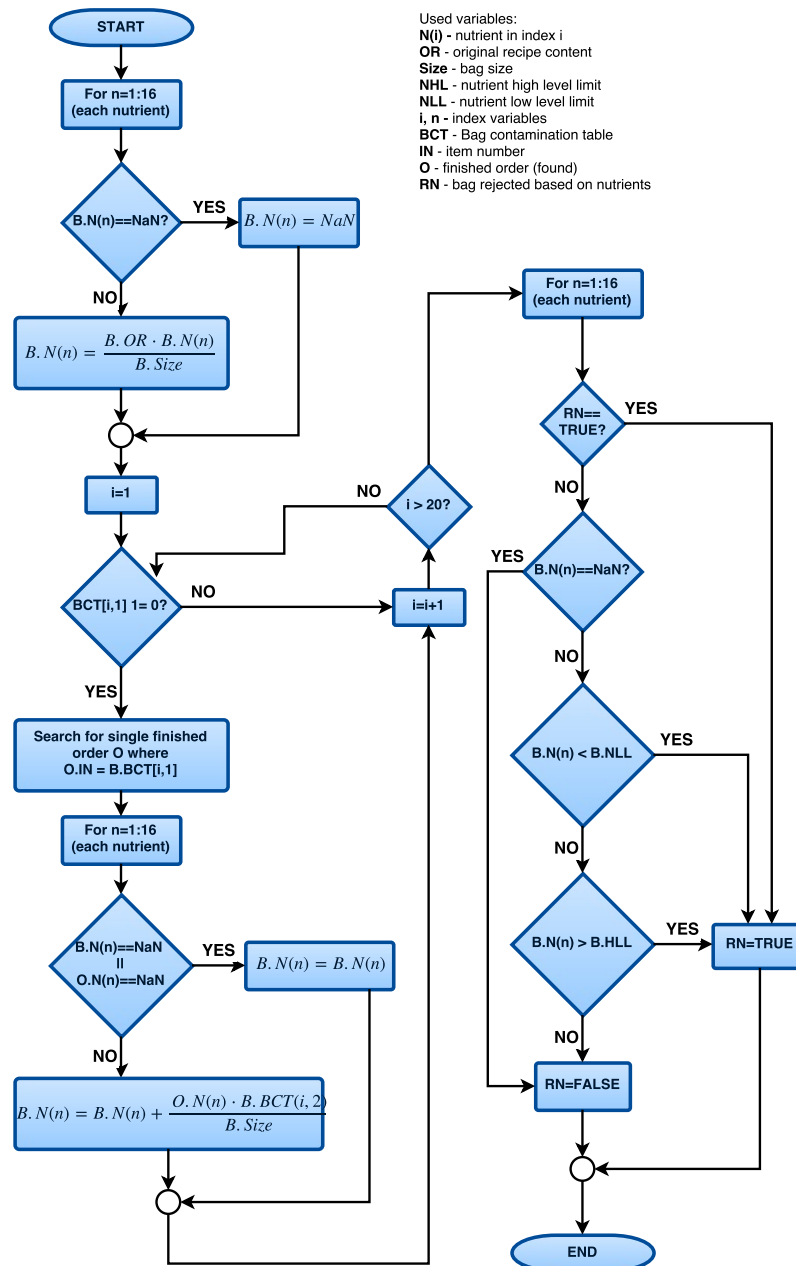 START
For n=1:16
(each nutrient)
B.N(n)==NaN?
YES
B. N(n) = NaN
NO
B. N(n) = B. OR · B. N(n) / B. Size
i=1
BCT[i,1] 1= 0?
NO
YES
Search for single finished
order O where
O.IN = B.BCT[i,1]
For n=1:16
(each nutrient)
B.N(n)==NaN
II
O.N(n)==NaN
YES
B. N(n) = B. N(n)
NO
B. N(n) = B. N(n) + O. N(n) · B. BCT(i, 2) / B. Size
i=i+1
i > 20?
NO
Used variables:
N(i) - nutrient in index i
OR - original recipe content
Size - bag size
NHL - nutrient high level limit
NLL - nutrient low level limit
i, n - index variables
BCT - Bag contamination table
IN - item number
O - finished order (found)
RN - bag rejected based on nutrients
For n=1:16
(each nutrient)
RN==
TRUE?
YES
NO
B.N(n)==NaN?
YES
NO
B.N(n) < B.NLL
YES
NO
B.N(n) > B.HLL
YES
RN=TRUE
NO
RN=FALSE
END